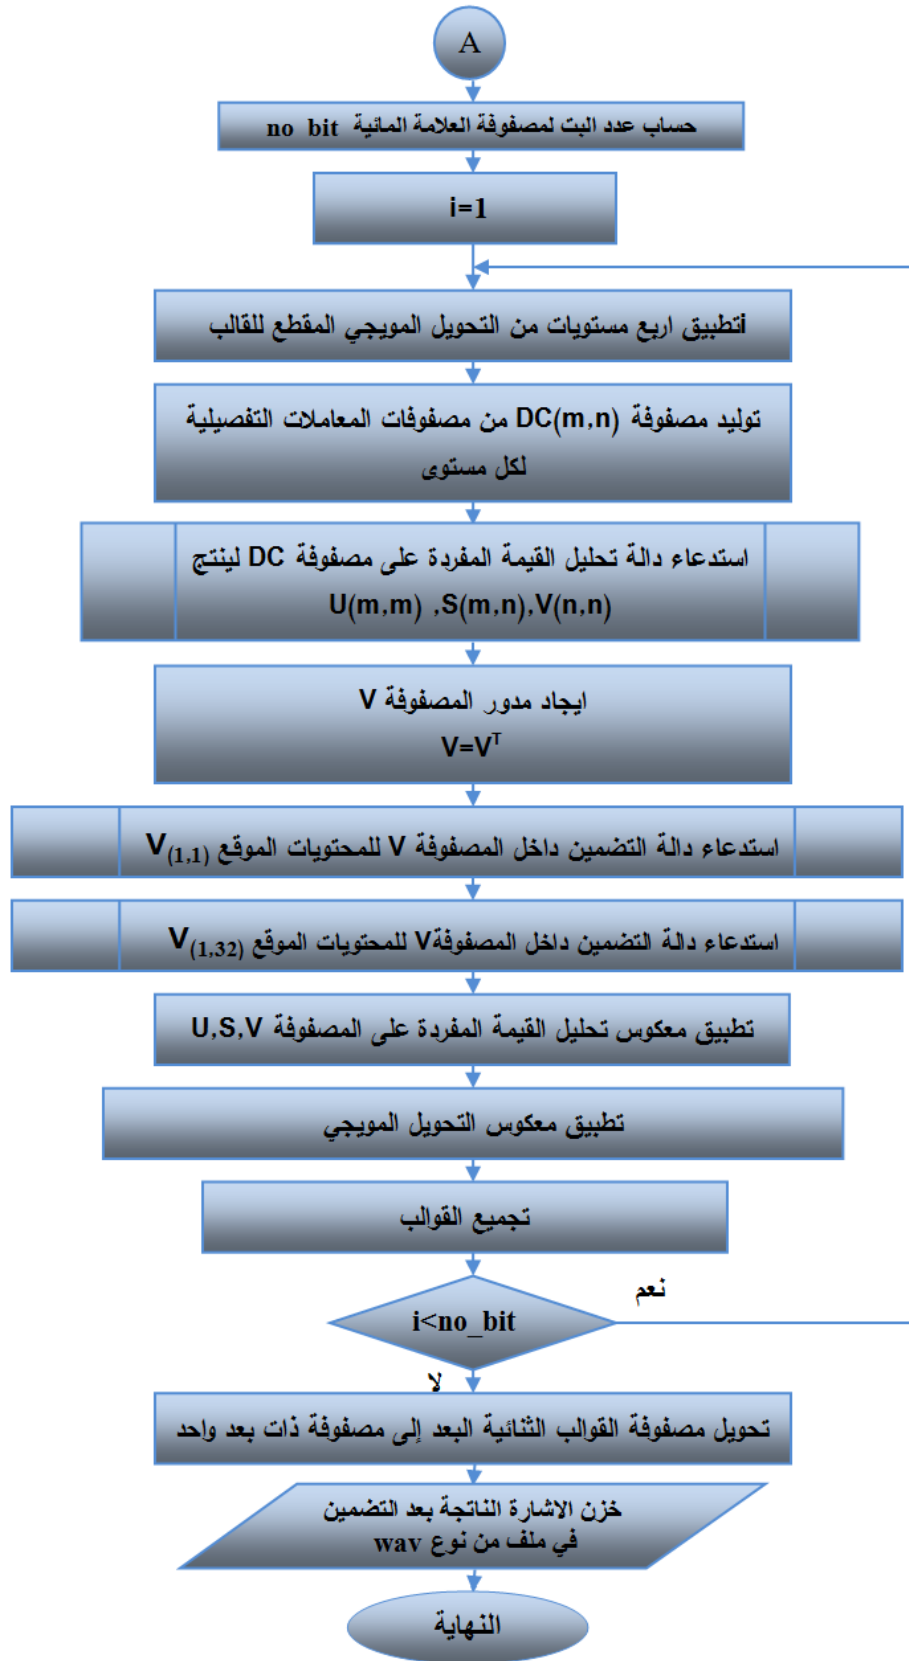 A
حساب عدد البت لمصفوفة العلامة المائية no_bit
i=1
تطبيق اربع مستويات من التحويل المويجي المقطع للقالب i
توليد مصفوفة DC(m,n) من مصفوفات المعاملات التفصيلية
لكل مستوى
استدعاء دالة تحليل القيمة المفردة على مصفوفة DC لينتج
U(m,m) ,S(m,n),V(n,n)
ايجاد مدور المصفوفة V
V=V^T
استدعاء دالة التضمين داخل المصفوفة V للمحتويات الموقع V(1,1)
استدعاء دالة التضمين داخل المصفوفة V للمحتويات الموقع V(1,32)
تطبيق معكوس تحليل القيمة المفردة على المصفوفة U,S,V
تطبيق معكوس التحويل المويجي
تجميع القوالب
i<no_bit
نعم
لا
تحويل مصفوفة القوالب الثنائية البعد إلى مصفوفة ذات بعد واحد
خزن الاشارة الناتجة بعد التضمين
في ملف من نوع wav
النهاية